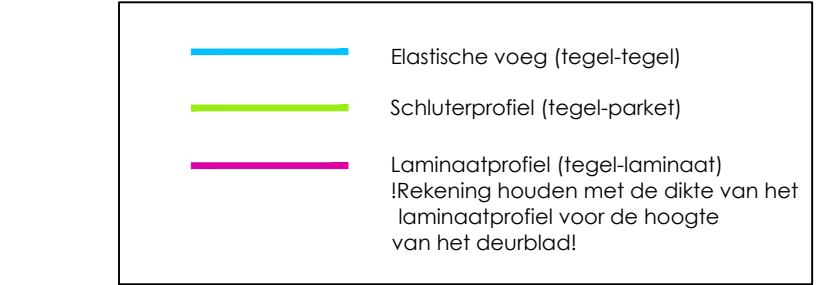 Elastische voeg (tegel-tegel)
Schluterprofiel (tegel-parket)
Laminaatprofiel (tegel-laminaat)
!Rekening houden met de dikte van het
laminaatprofiel voor de hoogte
van het deurblad!